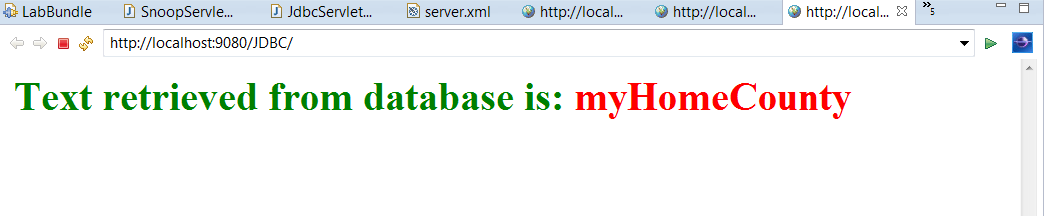 LabBundle SnoopServle... JdbcServlet... server.xml http://local... http://local... http://local... »5
http://localhost:9080/JDBC/
Text retrieved from database is: myHomeCounty